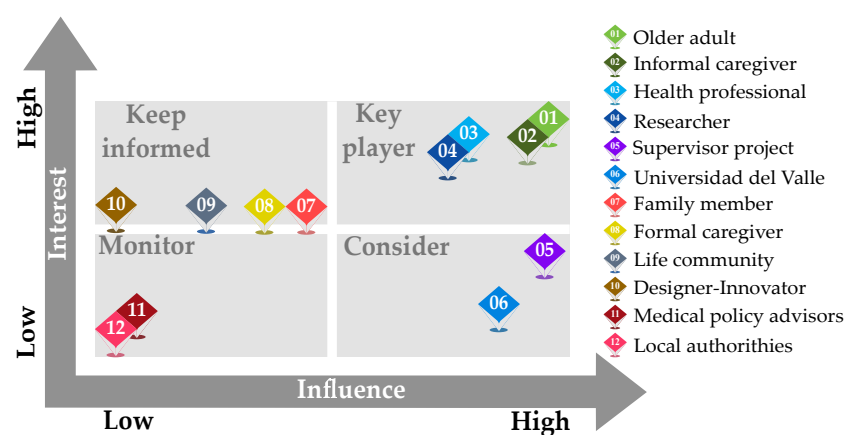 High
Interest
Low
Keep
informed
Key
player
01
02
03
04
10
09
08
07
Monitor
Consider
05
06
11
12
Influence
Low
High
01 Older adult
02 Informal caregiver
03 Health professional
04 Researcher
05 Supervisor project
06 Universidad del Valle
07 Family member
08 Formal caregiver
09 Life community
10 Designer-Innovator
11 Medical policy advisors
12 Local authorithies